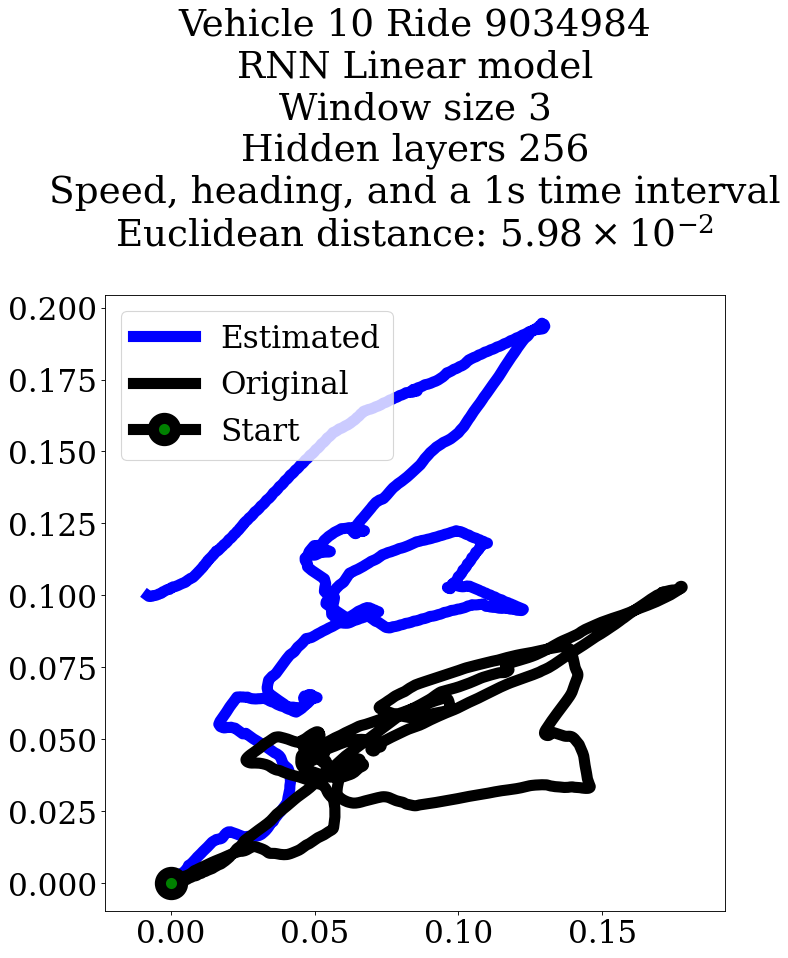 Vehicle 10 Ride 9034984
RNN Linear model
Window size 3
Hidden layers 256
Speed, heading, and a 1s time interval
Euclidean distance: 5.98 × 10⁻²
Estimated
Original
Start
0.200
0.175
0.150
0.125
0.100
0.075
0.050
0.025
0.000
0.00 0.05 0.10 0.15